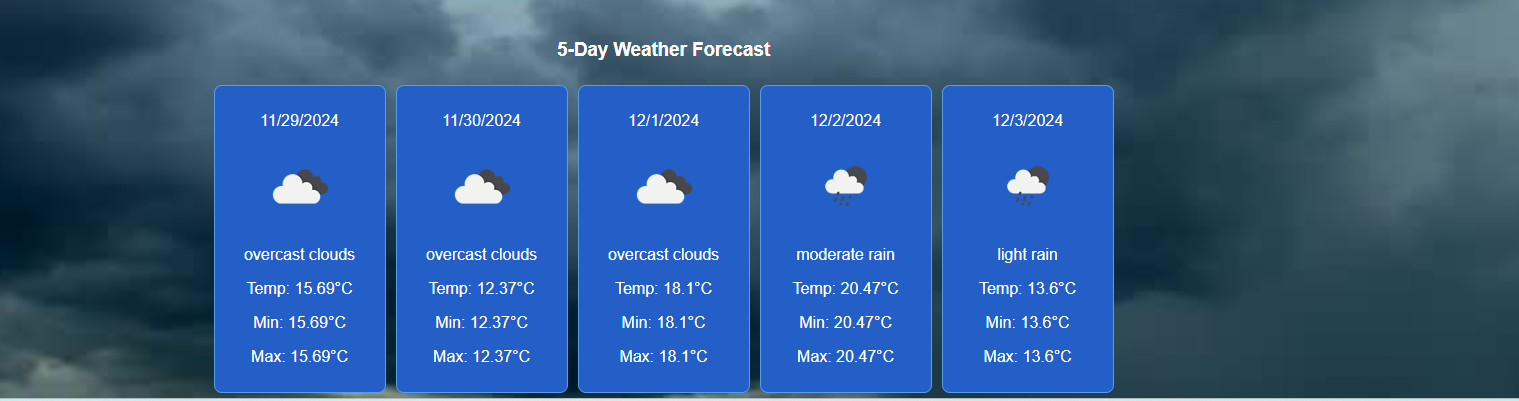 5-Day Weather Forecast
11/29/2024
overcast clouds
Temp: 15.69°C
Min: 15.69°C
Max: 15.69°C
11/30/2024
overcast clouds
Temp: 12.37°C
Min: 12.37°C
Max: 12.37°C
12/1/2024
overcast clouds
Temp: 18.1°C
Min: 18.1°C
Max: 18.1°C
12/2/2024
moderate rain
Temp: 20.47°C
Min: 20.47°C
Max: 20.47°C
12/3/2024
light rain
Temp: 13.6°C
Min: 13.6°C
Max: 13.6°C